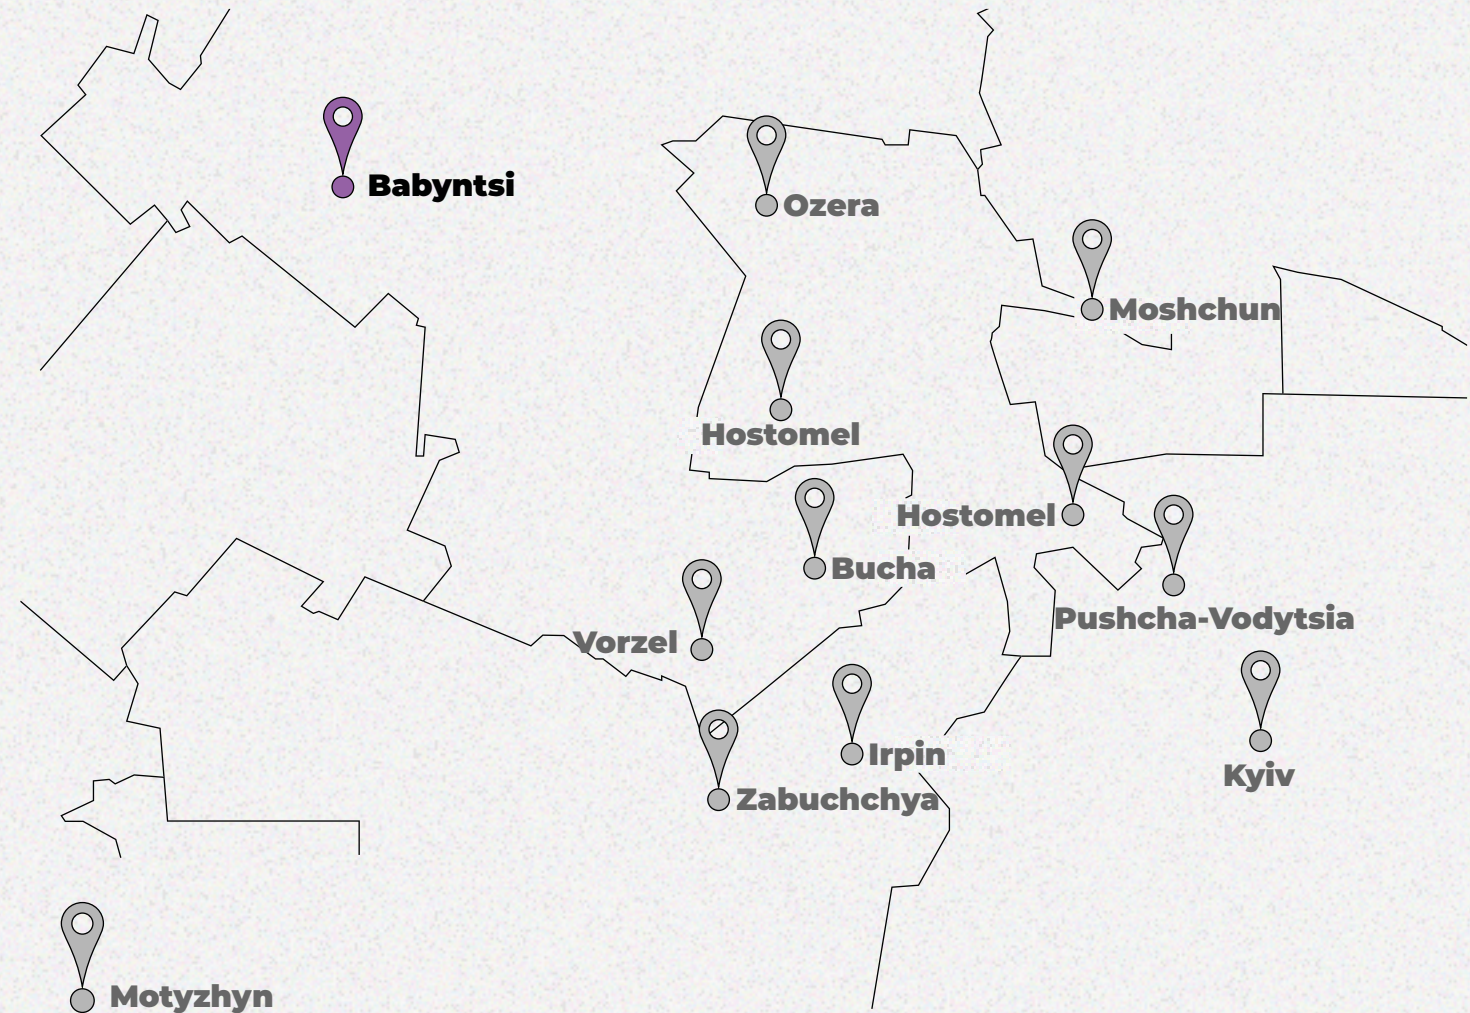 Babyntsi
Ozera
Moshchun
Hostomel
Hostomel
Bucha
Pushcha-Vodytsia
Vorzel
Irpin
Kyiv
Zabuchchya
Motyzhyn